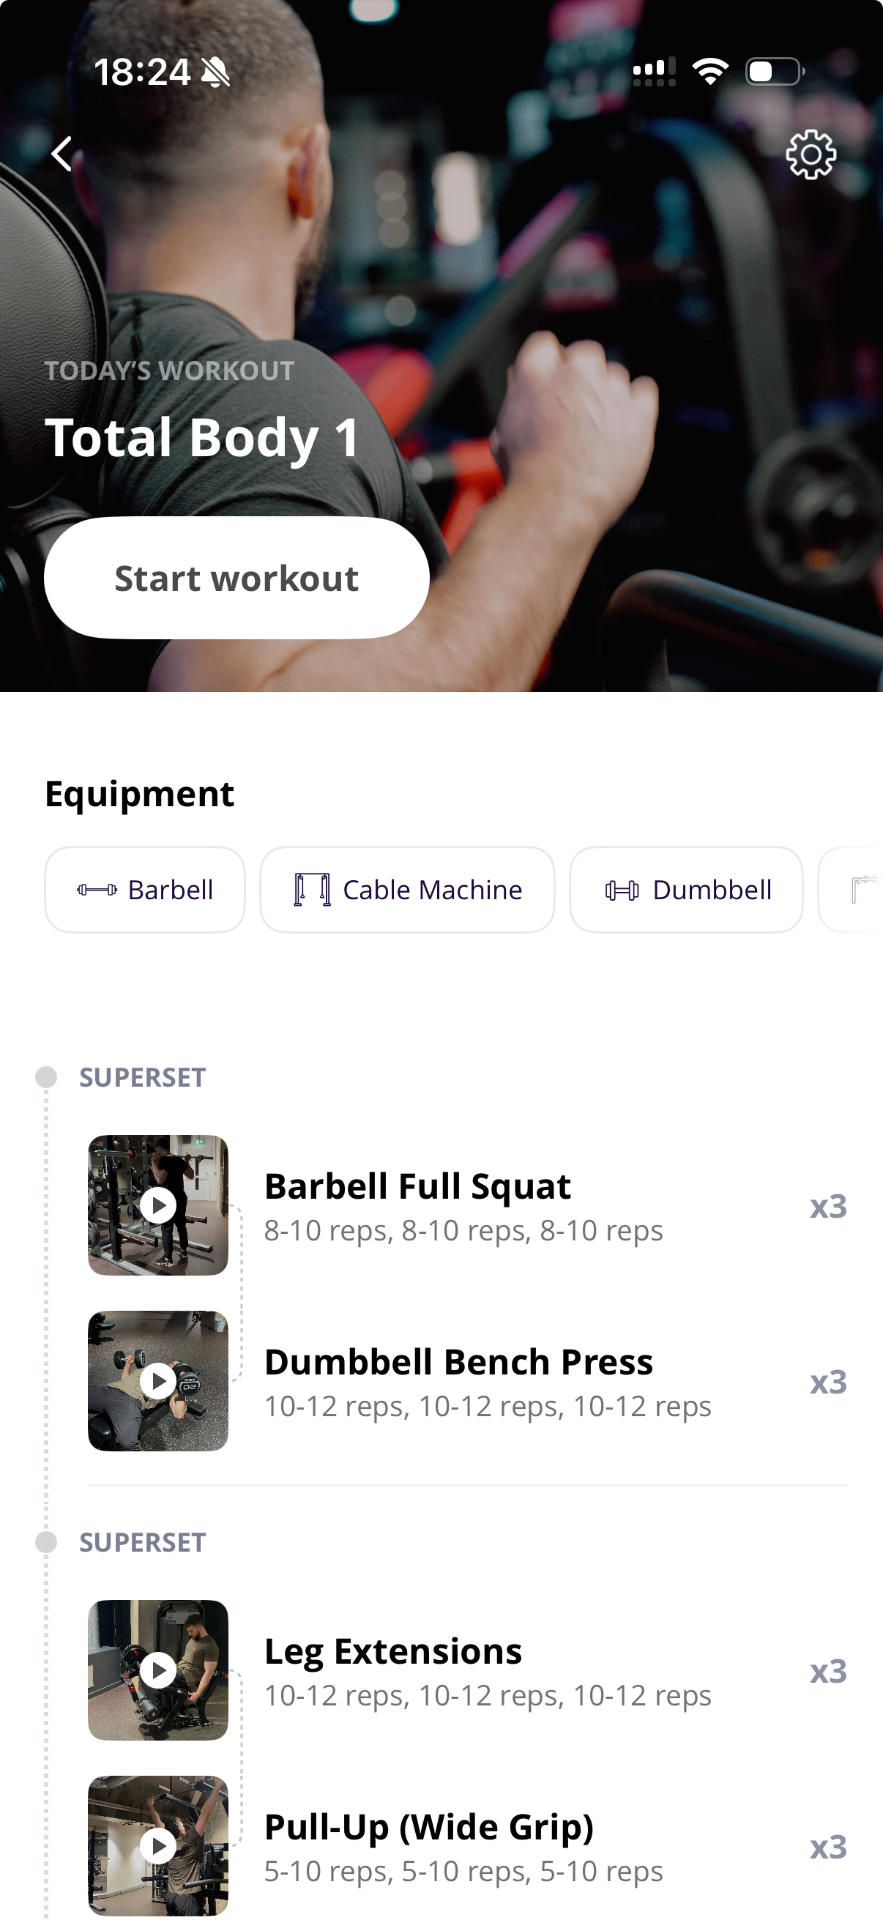 18:24
TODAY'S WORKOUT
Total Body 1
Start workout
Equipment
Barbell
Cable Machine
Dumbbell
SUPERSET
Barbell Full Squat
8-10 reps, 8-10 reps, 8-10 reps
x3
Dumbbell Bench Press
10-12 reps, 10-12 reps, 10-12 reps
x3
SUPERSET
Leg Extensions
10-12 reps, 10-12 reps, 10-12 reps
x3
Pull-Up (Wide Grip)
5-10 reps, 5-10 reps, 5-10 reps
x3